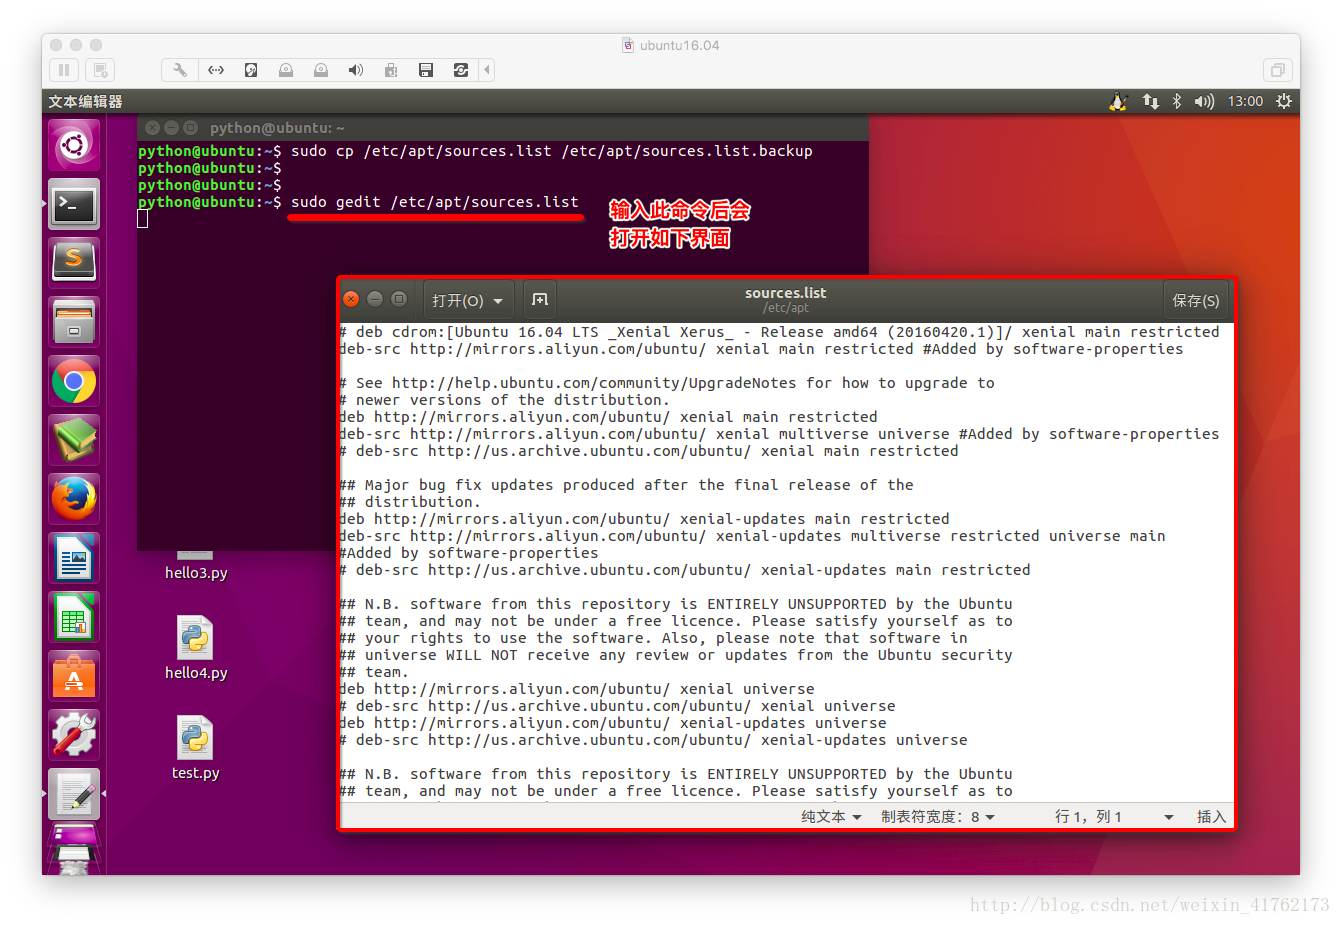 ubuntu16.04
文本编辑器
13:00
python@ubuntu: ~
python@ubuntu:~$ sudo cp /etc/apt/sources.list /etc/apt/sources.list.backup
python@ubuntu:~$
python@ubuntu:~$
python@ubuntu:~$ sudo gedit /etc/apt/sources.list
输入此命令后会
打开如下界面
打开(O)
sources.list
/etc/apt
保存(S)
# deb cdrom:[Ubuntu 16.04 LTS _Xenial Xerus_ - Release amd64 (20160420.1)]/ xenial main restricted
deb-src http://mirrors.aliyun.com/ubuntu/ xenial main restricted #Added by software-properties
# See http://help.ubuntu.com/community/UpgradeNotes for how to upgrade to
# newer versions of the distribution.
deb http://mirrors.aliyun.com/ubuntu/ xenial main restricted
deb-src http://mirrors.aliyun.com/ubuntu/ xenial multiverse universe #Added by software-properties
# deb-src http://us.archive.ubuntu.com/ubuntu/ xenial main restricted
## Major bug fix updates produced after the final release of the
## distribution.
deb http://mirrors.aliyun.com/ubuntu/ xenial-updates main restricted
deb-src http://mirrors.aliyun.com/ubuntu/ xenial-updates multiverse restricted universe main
#Added by software-properties
# deb-src http://us.archive.ubuntu.com/ubuntu/ xenial-updates main restricted
## N.B. software from this repository is ENTIRELY UNSUPPORTED by the Ubuntu
## team, and may not be under a free licence. Please satisfy yourself as to
## your rights to use the software. Also, please note that software in
## universe WILL NOT receive any review or updates from the Ubuntu security
## team.
deb http://mirrors.aliyun.com/ubuntu/ xenial universe
# deb-src http://us.archive.ubuntu.com/ubuntu/ xenial universe
deb http://mirrors.aliyun.com/ubuntu/ xenial-updates universe
# deb-src http://us.archive.ubuntu.com/ubuntu/ xenial-updates universe
## N.B. software from this repository is ENTIRELY UNSUPPORTED by the Ubuntu
## team, and may not be under a free licence. Please satisfy yourself as to
纯文本
制表符宽度：8
行 1，列 1
插入
hello3.py
hello4.py
test.py
http://blog.csdn.net/weixin_41762173